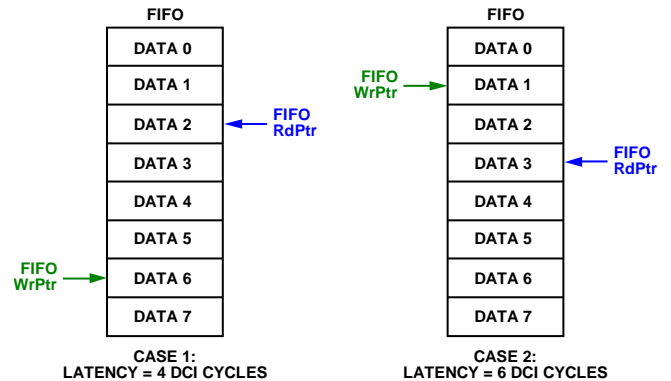 FIFO
DATA 0
DATA 1
DATA 2
DATA 3
DATA 4
DATA 5
DATA 6
DATA 7
FIFO
RdPtr
FIFO
WrPtr
CASE 1:
LATENCY = 4 DCI CYCLES
FIFO
DATA 0
DATA 1
DATA 2
DATA 3
DATA 4
DATA 5
DATA 6
DATA 7
FIFO
WrPtr
FIFO
RdPtr
CASE 2:
LATENCY = 6 DCI CYCLES